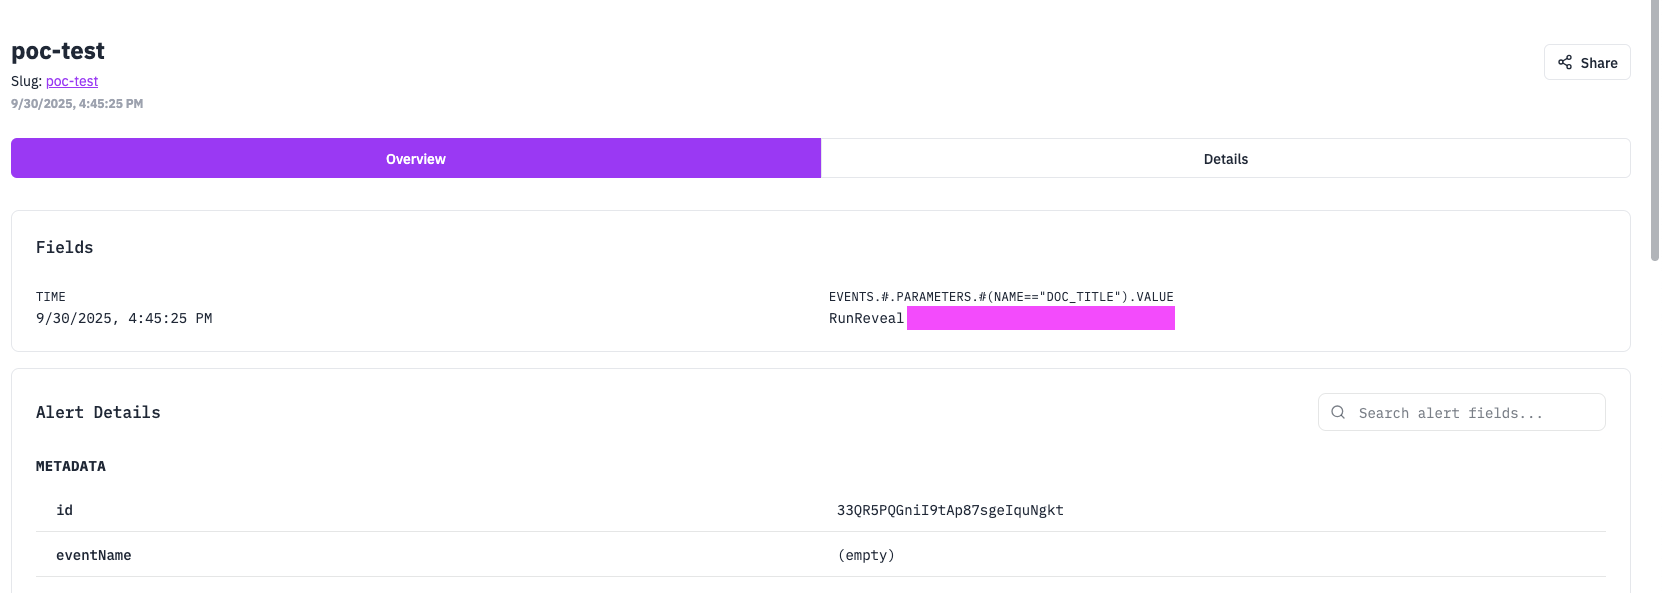 poc-test
Slug: poc-test
9/30/2025, 4:45:25 PM
Share
Overview
Details
Fields
TIME
9/30/2025, 4:45:25 PM
EVENTS.#.PARAMETERS.#(NAME=="DOC_TITLE").VALUE
RunReveal
Alert Details
Search alert fields...
METADATA
id
33QR5PQGniI9tAp87sgeIquNgkt
eventName
(empty)